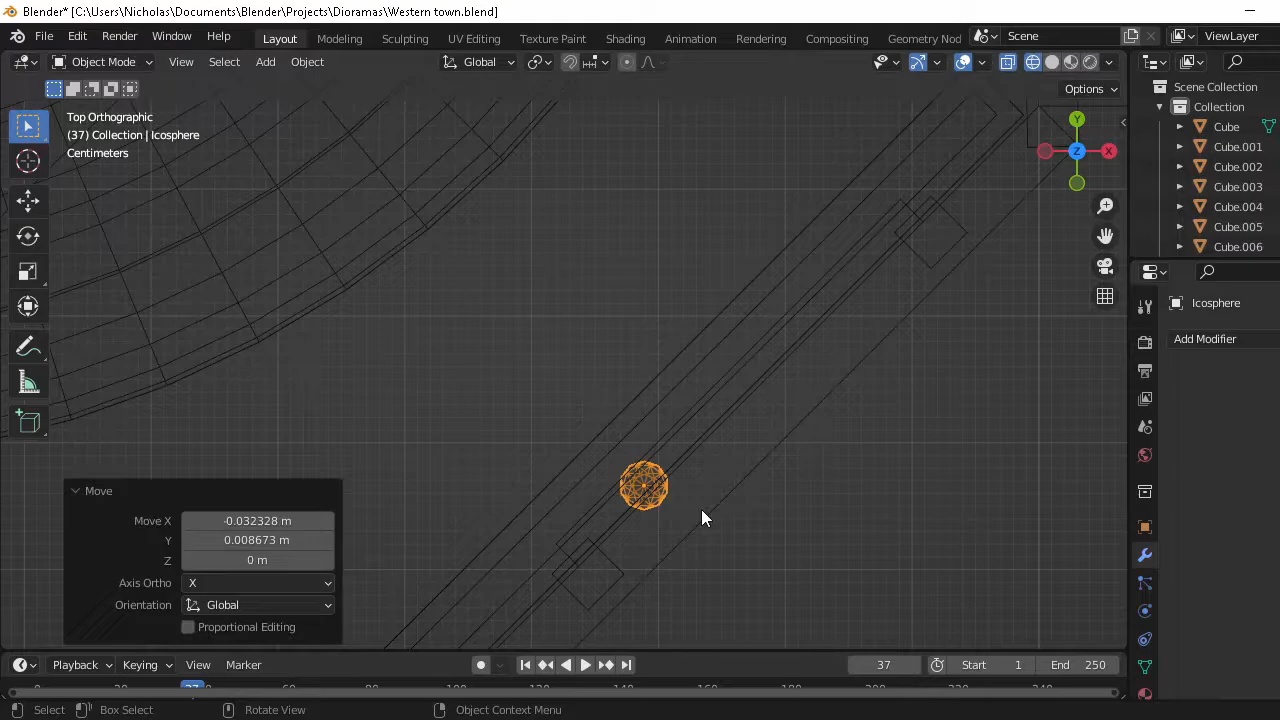 Blender* [C:\Users\Nicholas\Documents\Blender\Projects\Dioramas\Western town.blend]
File Edit Render Window Help Layout Modeling Sculpting UV Editing Texture Paint Shading Animation Rendering Compositing Geometry Nod Scene ViewLayer
Object Mode View Select Add Object Global
Options
Top Orthographic
(37) Collection | Icosphere
Centimeters
Y
Z X
Scene Collection
Collection
Cube
Cube.001
Cube.002
Cube.003
Cube.004
Cube.005
Cube.006
Icosphere
Add Modifier
Move
Move X -0.032328 m
Y 0.008673 m
Z 0 m
Axis Ortho X
Orientation Global
Proportional Editing
Playback Keying View Marker 37 Start 1 End 250
37
Select Box Select Rotate View Object Context Menu